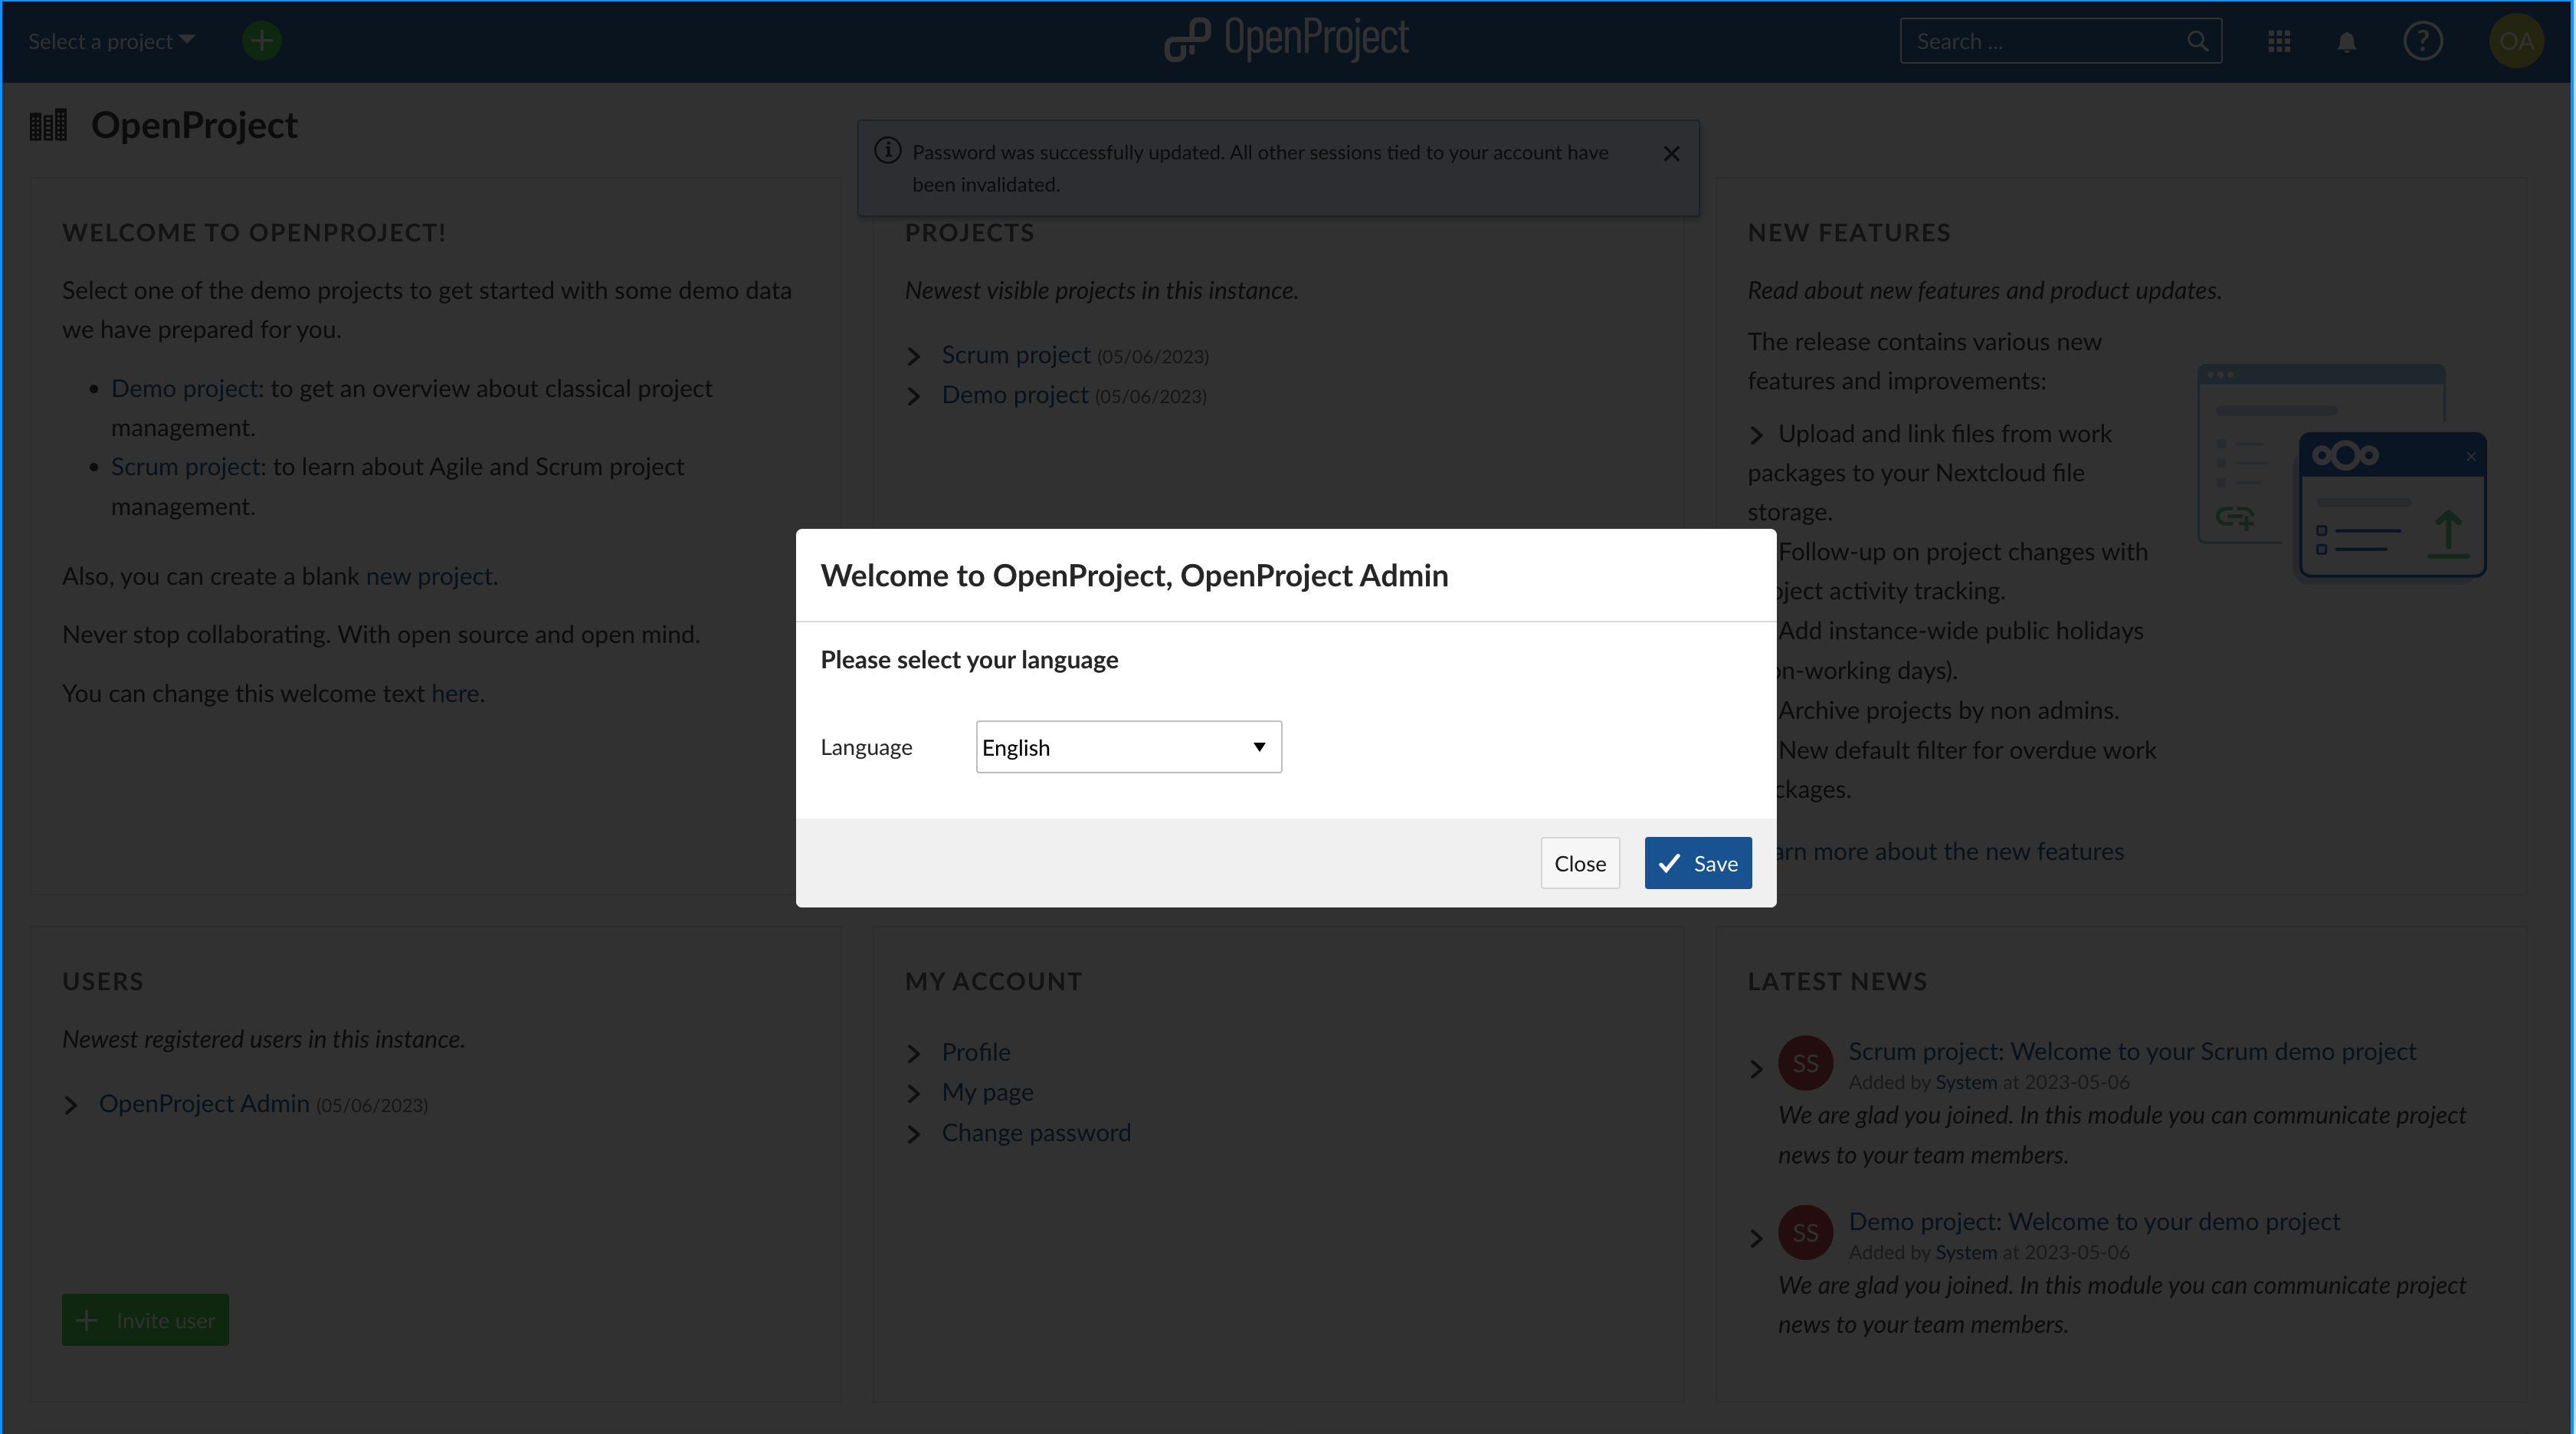 Select a project
OpenProject
Search ...
OA
OpenProject
Password was successfully updated. All other sessions tied to your account have
been invalidated.
WELCOME TO OPENPROJECT!
Select one of the demo projects to get started with some demo data
we have prepared for you.
Demo project: to get an overview about classical project
management.
Scrum project: to learn about Agile and Scrum project
management.
Also, you can create a blank new project.
Never stop collaborating. With open source and open mind.
You can change this welcome text here.
PROJECTS
Newest visible projects in this instance.
Scrum project (05/06/2023)
Demo project (05/06/2023)
NEW FEATURES
Read about new features and product updates.
The release contains various new
features and improvements:
Upload and link files from work
packages to your Nextcloud file
storage.
Follow-up on project changes with
ject activity tracking.
Add instance-wide public holidays
n-working days).
Archive projects by non admins.
New default filter for overdue work
ckages.
arn more about the new features
Welcome to OpenProject, OpenProject Admin
Please select your language
Language
English
Close
Save
USERS
Newest registered users in this instance.
OpenProject Admin (05/06/2023)
Invite user
MY ACCOUNT
Profile
My page
Change password
LATEST NEWS
SS
Scrum project: Welcome to your Scrum demo project
Added by System at 2023-05-06
We are glad you joined. In this module you can communicate project
news to your team members.
SS
Demo project: Welcome to your demo project
Added by System at 2023-05-06
We are glad you joined. In this module you can communicate project
news to your team members.